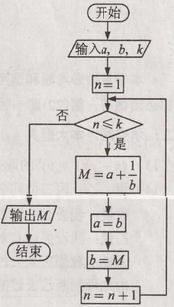 开始
输入a, b, k
n=1
n≤k
否
是
M=a+1/b
a=b
b=M
n=n+1
输出M
结束